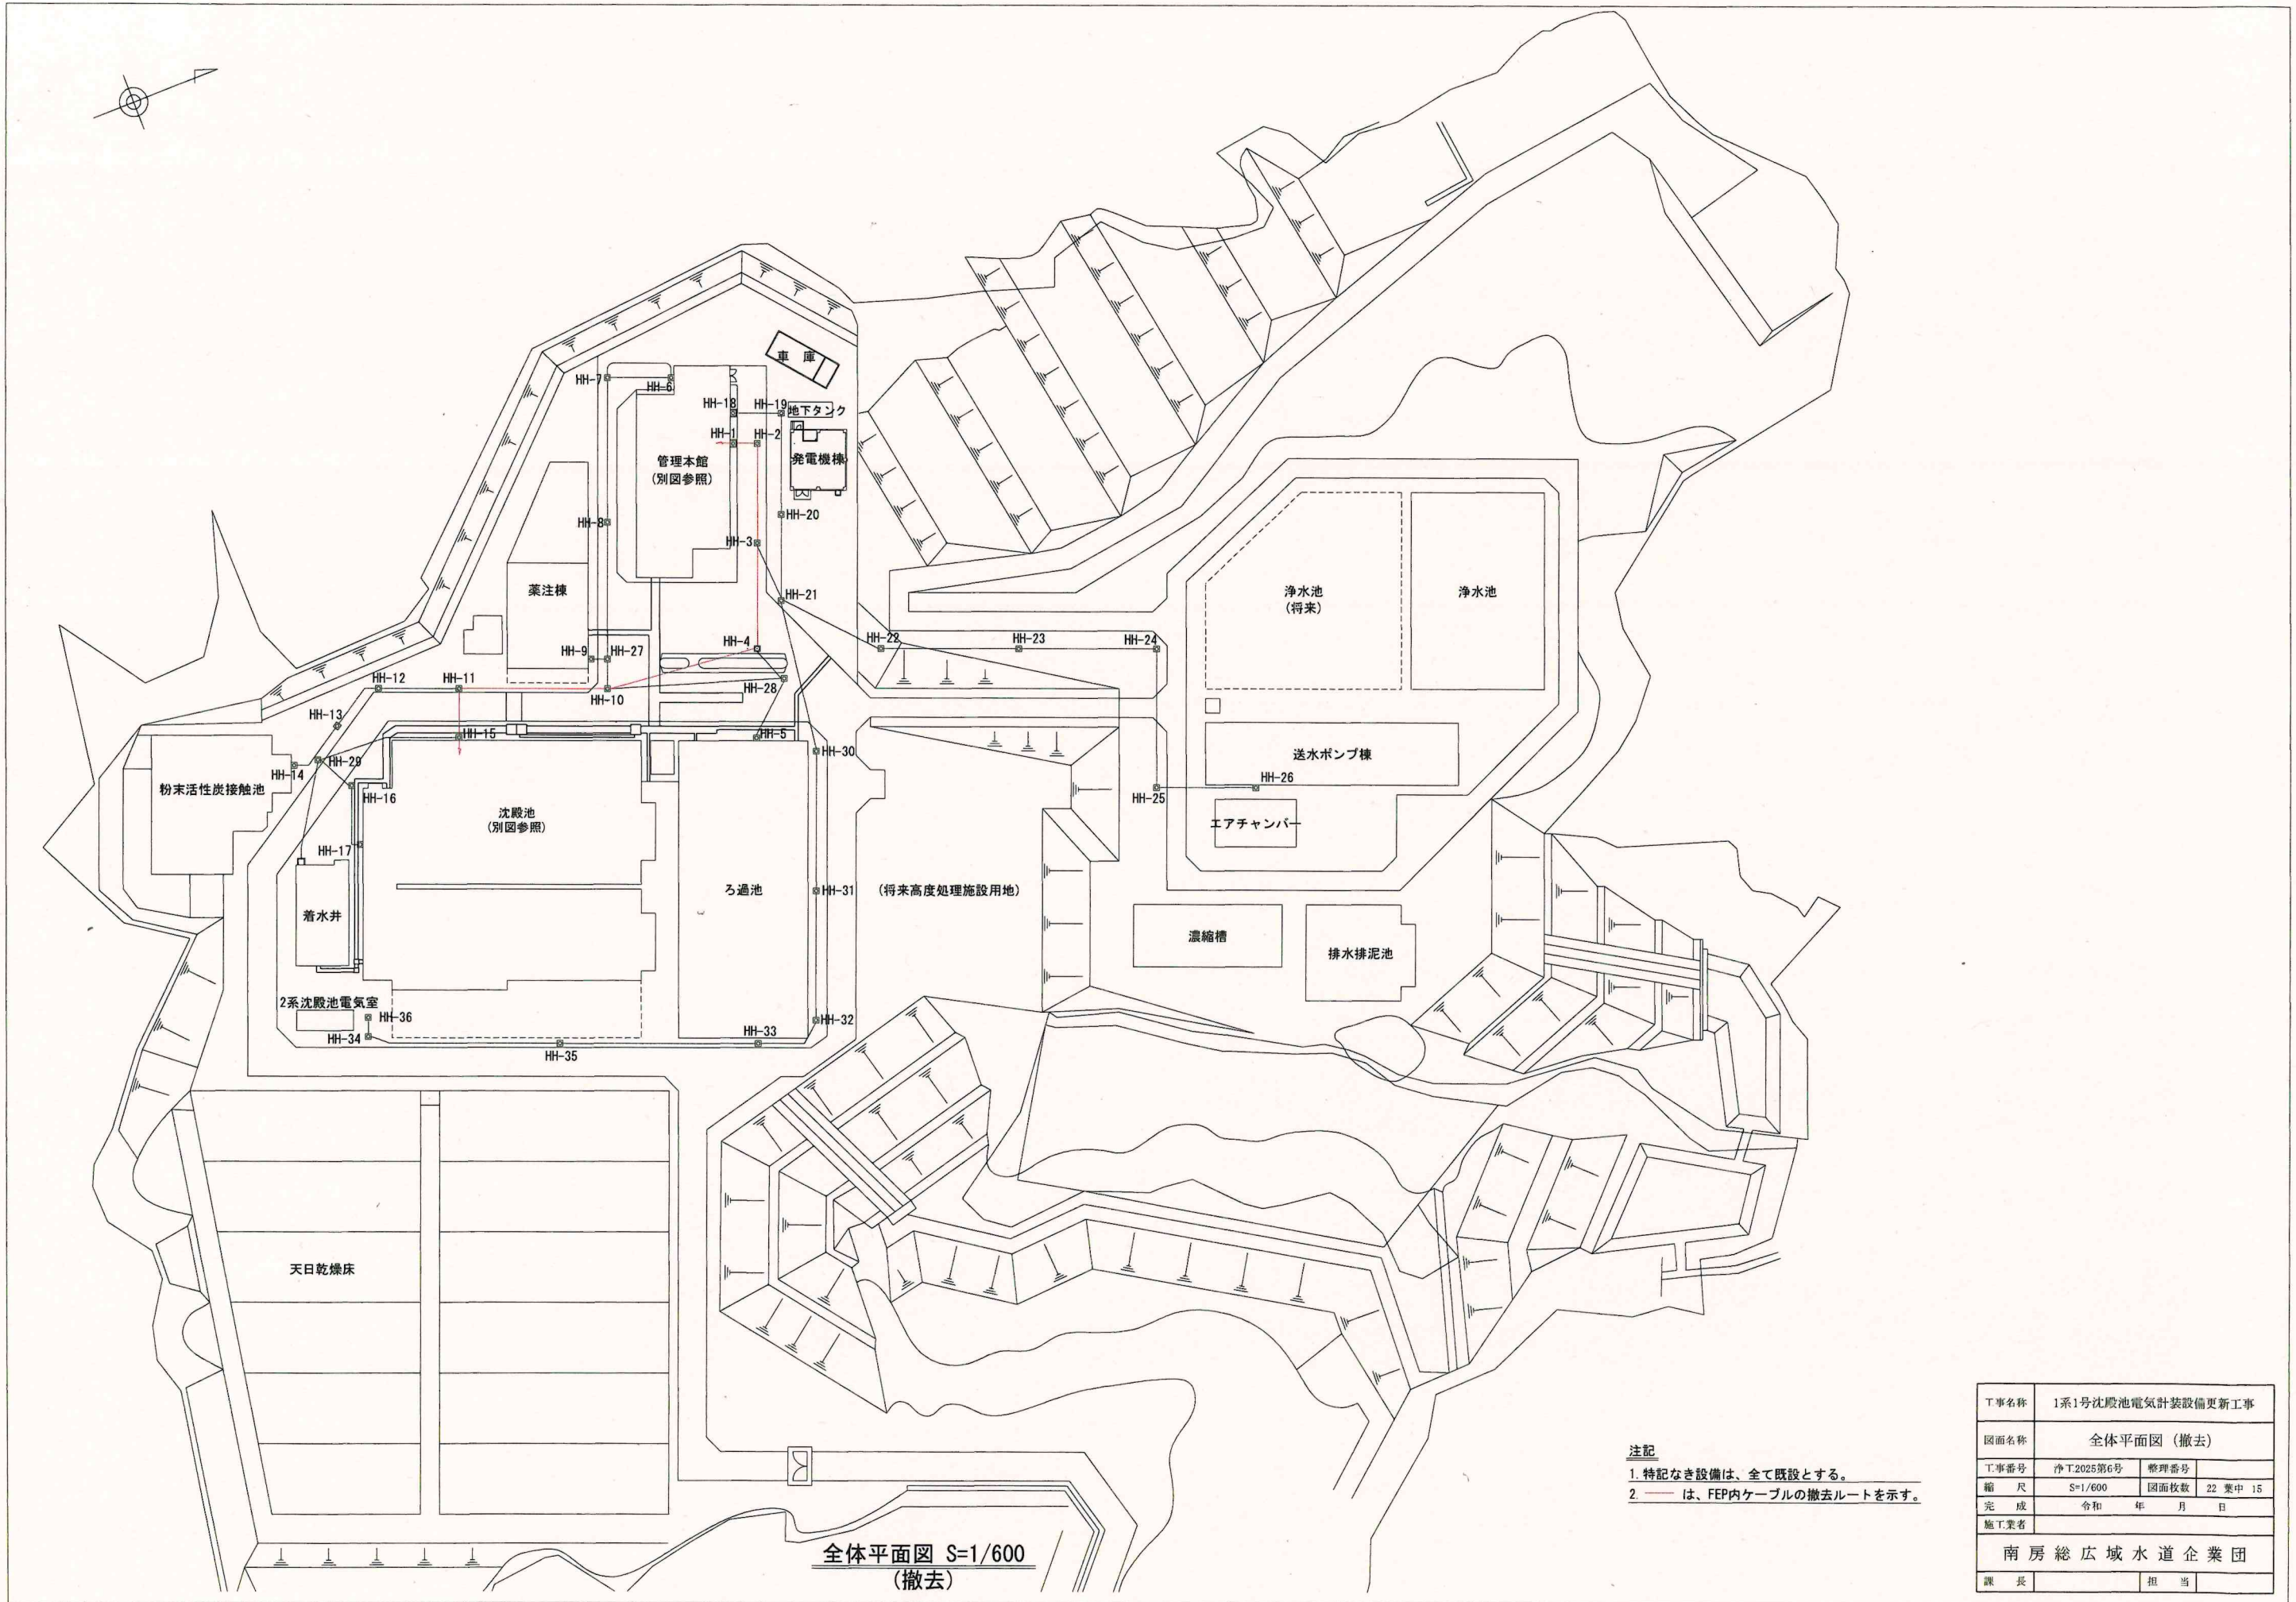 車 庫
HH-7
HH-6
HH-18
HH-19
地下タンク
HH-1
HH-2
管理本館
(別図参照)
発電機棟
HH-20
HH-8
HH-3
薬注棟
HH-21
浄水池
(将来)
浄水池
HH-4
HH-22
HH-23
HH-24
HH-9
HH-27
HH-12
HH-11
HH-28
HH-10
HH-13
HH-15
HH-5
HH-30
送水ポンプ棟
HH-29
HH-14
HH-26
粉末活性炭接触池
HH-16
HH-25
沈殿池
(別図参照)
エアチャンバー
HH-17
ろ過池
HH-31
(将来高度処理施設用地)
着水井
濃縮槽
排水排泥池
2系沈殿池電気室
HH-36
HH-32
HH-34
HH-33
HH-35
天日乾燥床
注記
1. 特記なき設備は、全て既設とする。
2. は、FEP内ケーブルの撤去ルートを示す。
全体平面図 S=1/600
(撤去)
工事名称 1系1号沈殿池電気計装設備更新工事
図面名称 全体平面図(撤去)
工事番号 浄工2025第6号 整理番号
縮 尺 S=1/600 図面枚数 22 葉中 15
完 成 令和 年 月 日
施工業者
南房総広域水道企業団
課 長 担 当